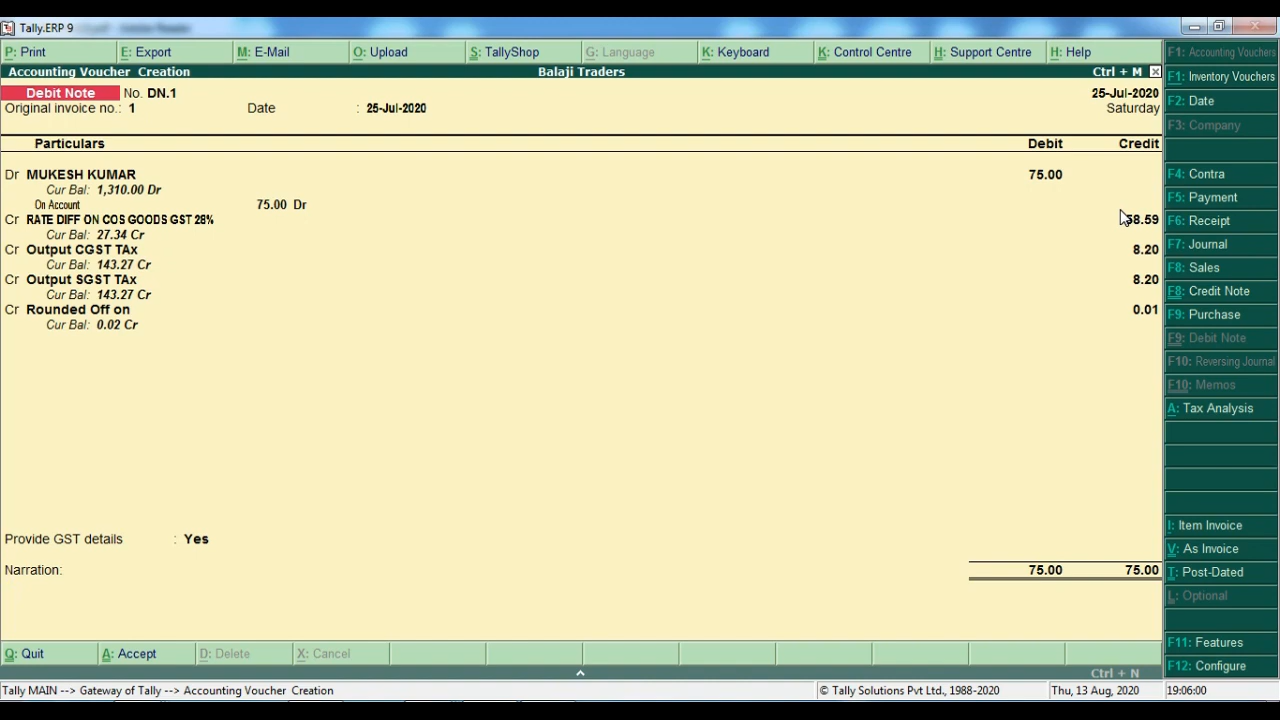 Tally.ERP 9
P: Print E: Export M: E-Mail O: Upload S: TallyShop G: Language K: Keyboard K: Control Centre H: Support Centre H: Help
Accounting Voucher Creation Balaji Traders Ctrl + M
Debit Note No. DN.1 25-Jul-2020
Original invoice no.: 1 Date : 25-Jul-2020 Saturday
Particulars Debit Credit
Dr MUKESH KUMAR 75.00
Cur Bal: 1,310.00 Dr
On Account 75.00 Dr
Cr RATE DIFF ON COS GOODS GST 28% 58.59
Cur Bal: 27.34 Cr
Cr Output CGST TAx 8.20
Cur Bal: 143.27 Cr
Cr Output SGST TAx 8.20
Cur Bal: 143.27 Cr
Cr Rounded Off on 0.01
Cur Bal: 0.02 Cr
Provide GST details : Yes
Narration: 75.00 75.00
F1: Accounting Vouchers
F1: Inventory Vouchers
F2: Date
F3: Company
F4: Contra
F5: Payment
F6: Receipt
F7: Journal
F8: Sales
F8: Credit Note
F9: Purchase
F9: Debit Note
F10: Reversing Journal
F10: Memos
A: Tax Analysis
I: Item Invoice
V: As Invoice
T: Post-Dated
L: Optional
F11: Features
F12: Configure
Q: Quit A: Accept D: Delete X: Cancel
Ctrl + N
Tally MAIN --> Gateway of Tally --> Accounting Voucher Creation © Tally Solutions Pvt Ltd., 1988-2020 Thu, 13 Aug, 2020 19:06:00